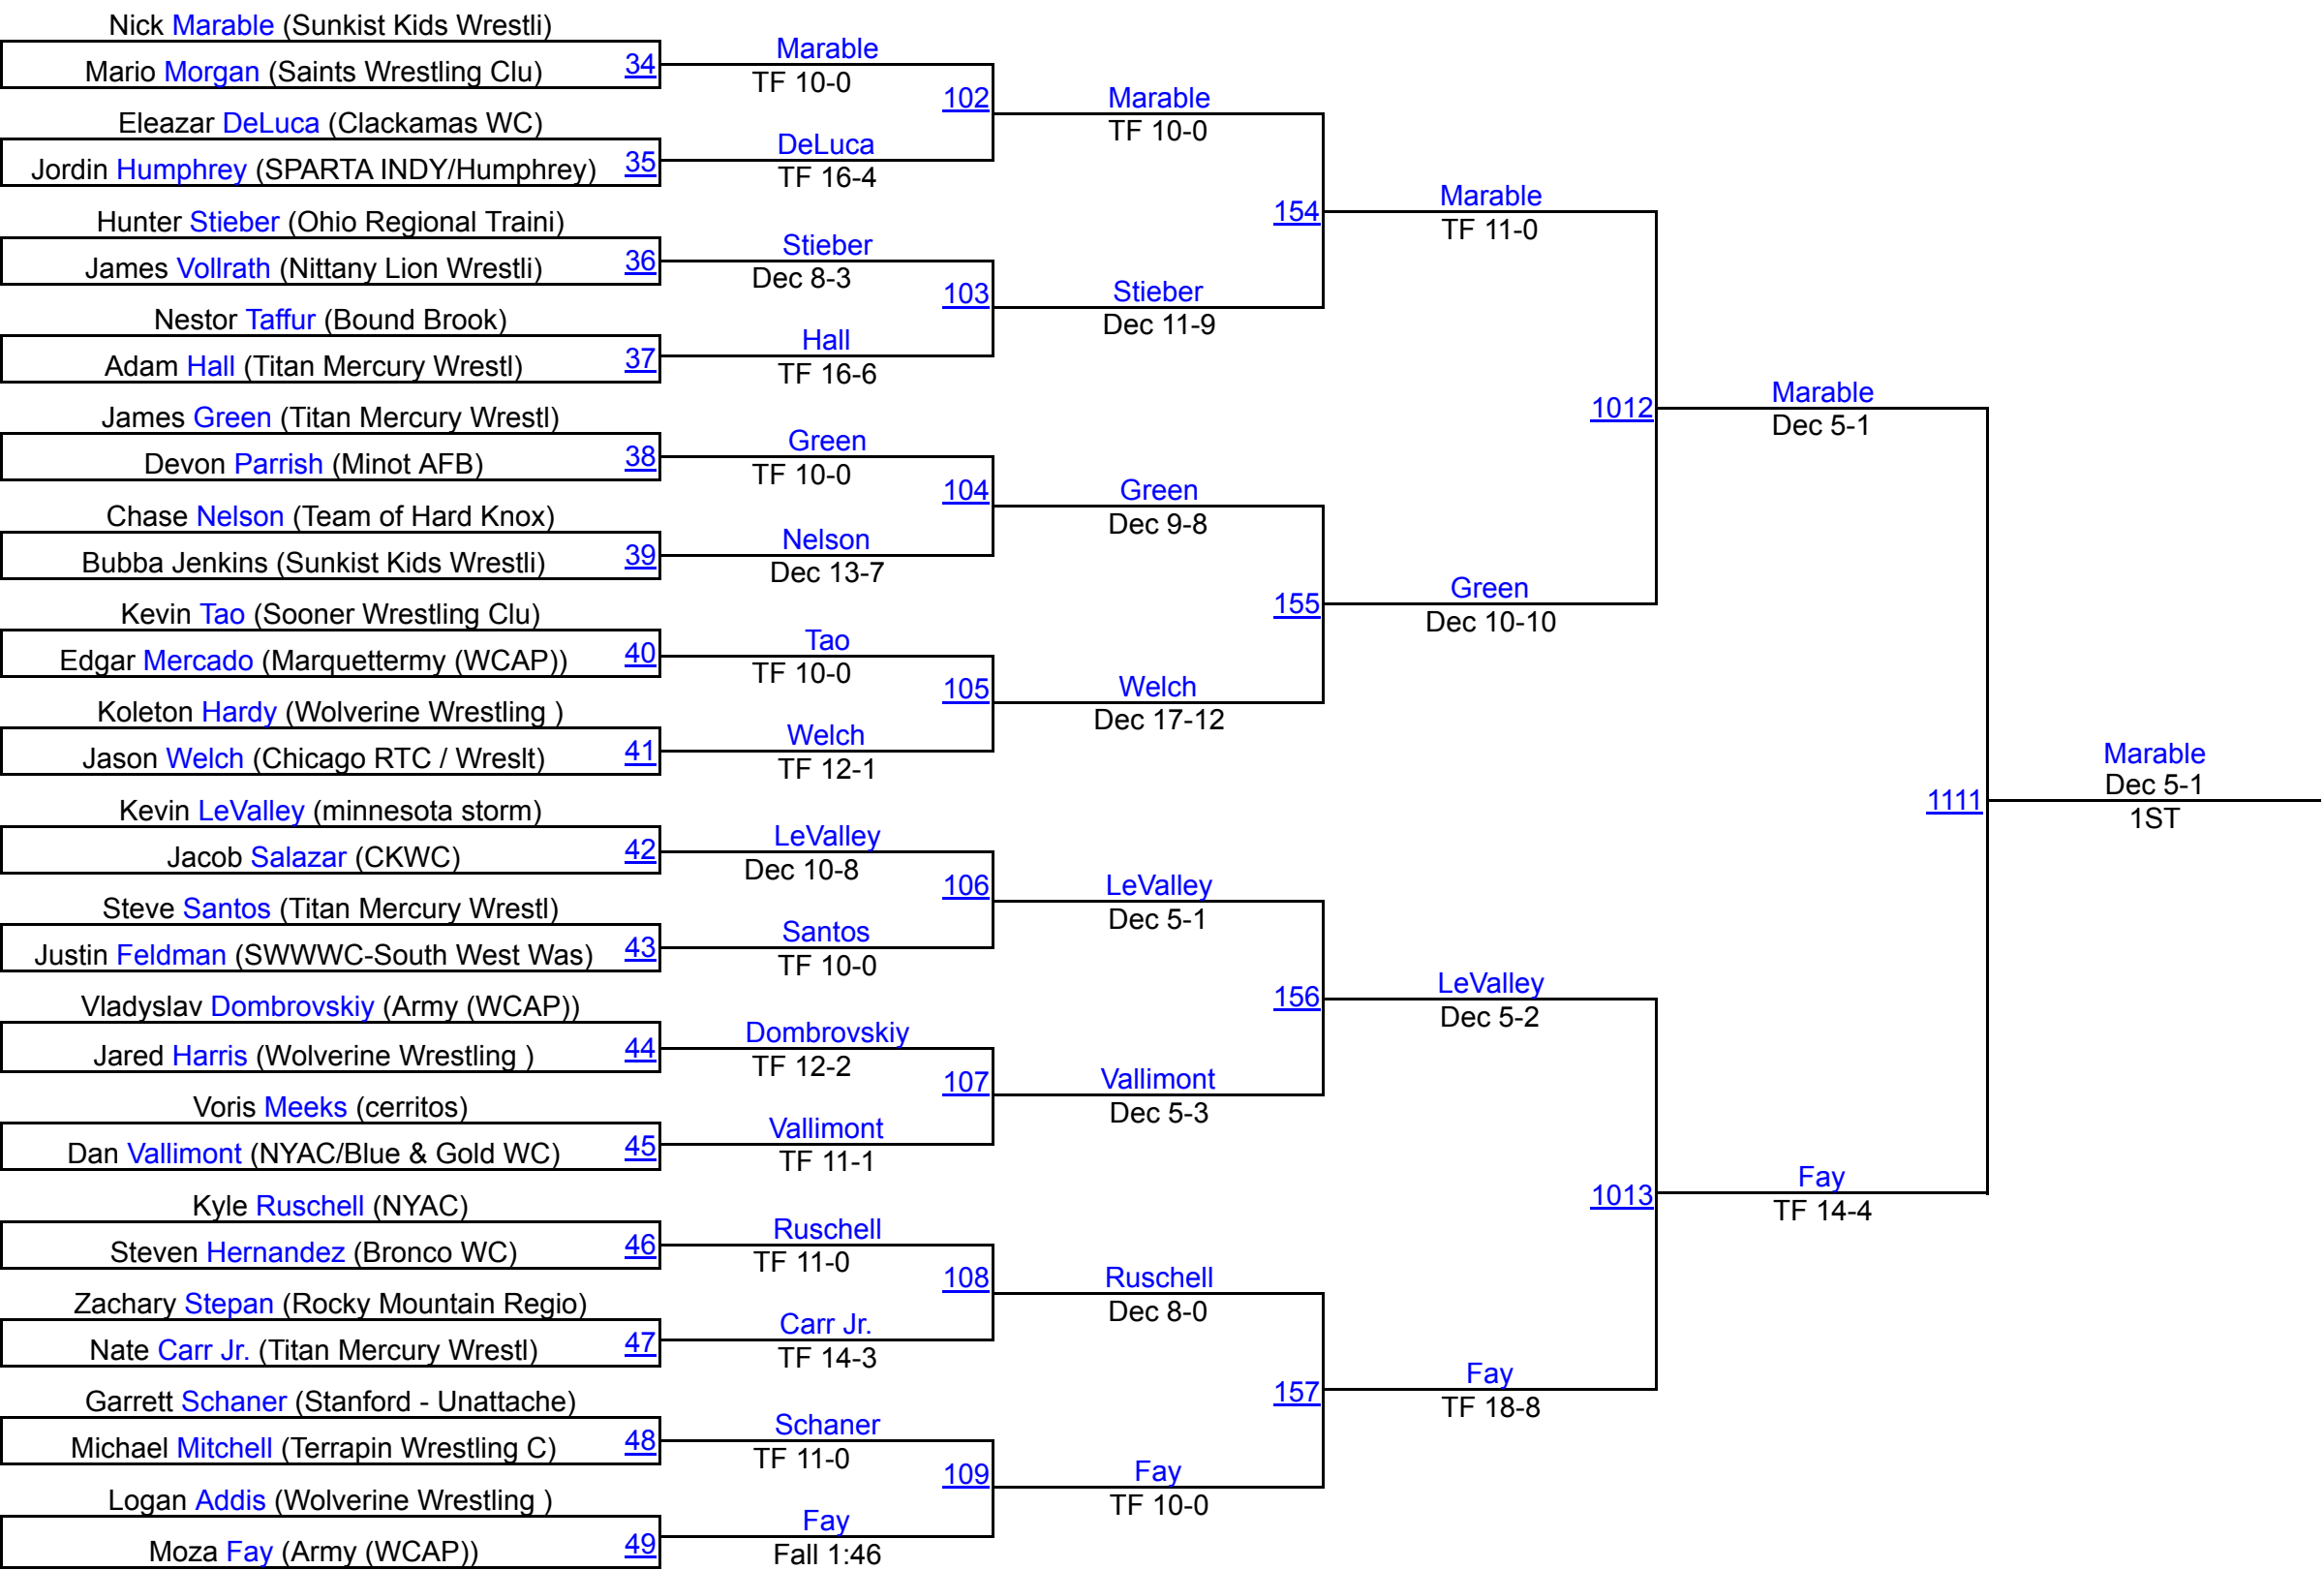 Nick Marable (Sunkist Kids Wrestli)
Mario Morgan (Saints Wrestling Clu)
34
Eleazar DeLuca (Clackamas WC)
Jordin Humphrey (SPARTA INDY/Humphrey)
35
Hunter Stieber (Ohio Regional Traini)
James Vollrath (Nittany Lion Wrestli)
36
Nestor Taffur (Bound Brook)
Adam Hall (Titan Mercury Wrestl)
37
James Green (Titan Mercury Wrestl)
Devon Parrish (Minot AFB)
38
Chase Nelson (Team of Hard Knox)
Bubba Jenkins (Sunkist Kids Wrestli)
39
Kevin Tao (Sooner Wrestling Clu)
Edgar Mercado (Marquettermy (WCAP))
40
Koleton Hardy (Wolverine Wrestling )
Jason Welch (Chicago RTC / Wreslt)
41
Kevin LeValley (minnesota storm)
Jacob Salazar (CKWC)
42
Steve Santos (Titan Mercury Wrestl)
Justin Feldman (SWWWC-South West Was)
43
Vladyslav Dombrovskiy (Army (WCAP))
Jared Harris (Wolverine Wrestling )
44
Voris Meeks (cerritos)
Dan Vallimont (NYAC/Blue & Gold WC)
45
Kyle Ruschell (NYAC)
Steven Hernandez (Bronco WC)
46
Zachary Stepan (Rocky Mountain Regio)
Nate Carr Jr. (Titan Mercury Wrestl)
47
Garrett Schaner (Stanford - Unattache)
Michael Mitchell (Terrapin Wrestling C)
48
Logan Addis (Wolverine Wrestling )
Moza Fay (Army (WCAP))
49
Marable
TF 10-0
102
DeLuca
TF 16-4
Stieber
Dec 8-3
103
Hall
TF 16-6
Green
TF 10-0
104
Nelson
Dec 13-7
Tao
TF 10-0
105
Welch
TF 12-1
LeValley
Dec 10-8
106
Santos
TF 10-0
Dombrovskiy
TF 12-2
107
Vallimont
TF 11-1
Ruschell
TF 11-0
108
Carr Jr.
TF 14-3
Schaner
TF 11-0
109
Fay
Fall 1:46
Marable
TF 10-0
154
Stieber
Dec 11-9
Green
Dec 9-8
155
Welch
Dec 17-12
LeValley
Dec 5-1
156
Vallimont
Dec 5-3
Ruschell
Dec 8-0
157
Fay
TF 10-0
Marable
TF 11-0
1012
Green
Dec 10-10
LeValley
Dec 5-2
1013
Fay
TF 18-8
Marable
Dec 5-1
1111
Fay
TF 14-4
Marable
Dec 5-1
1ST